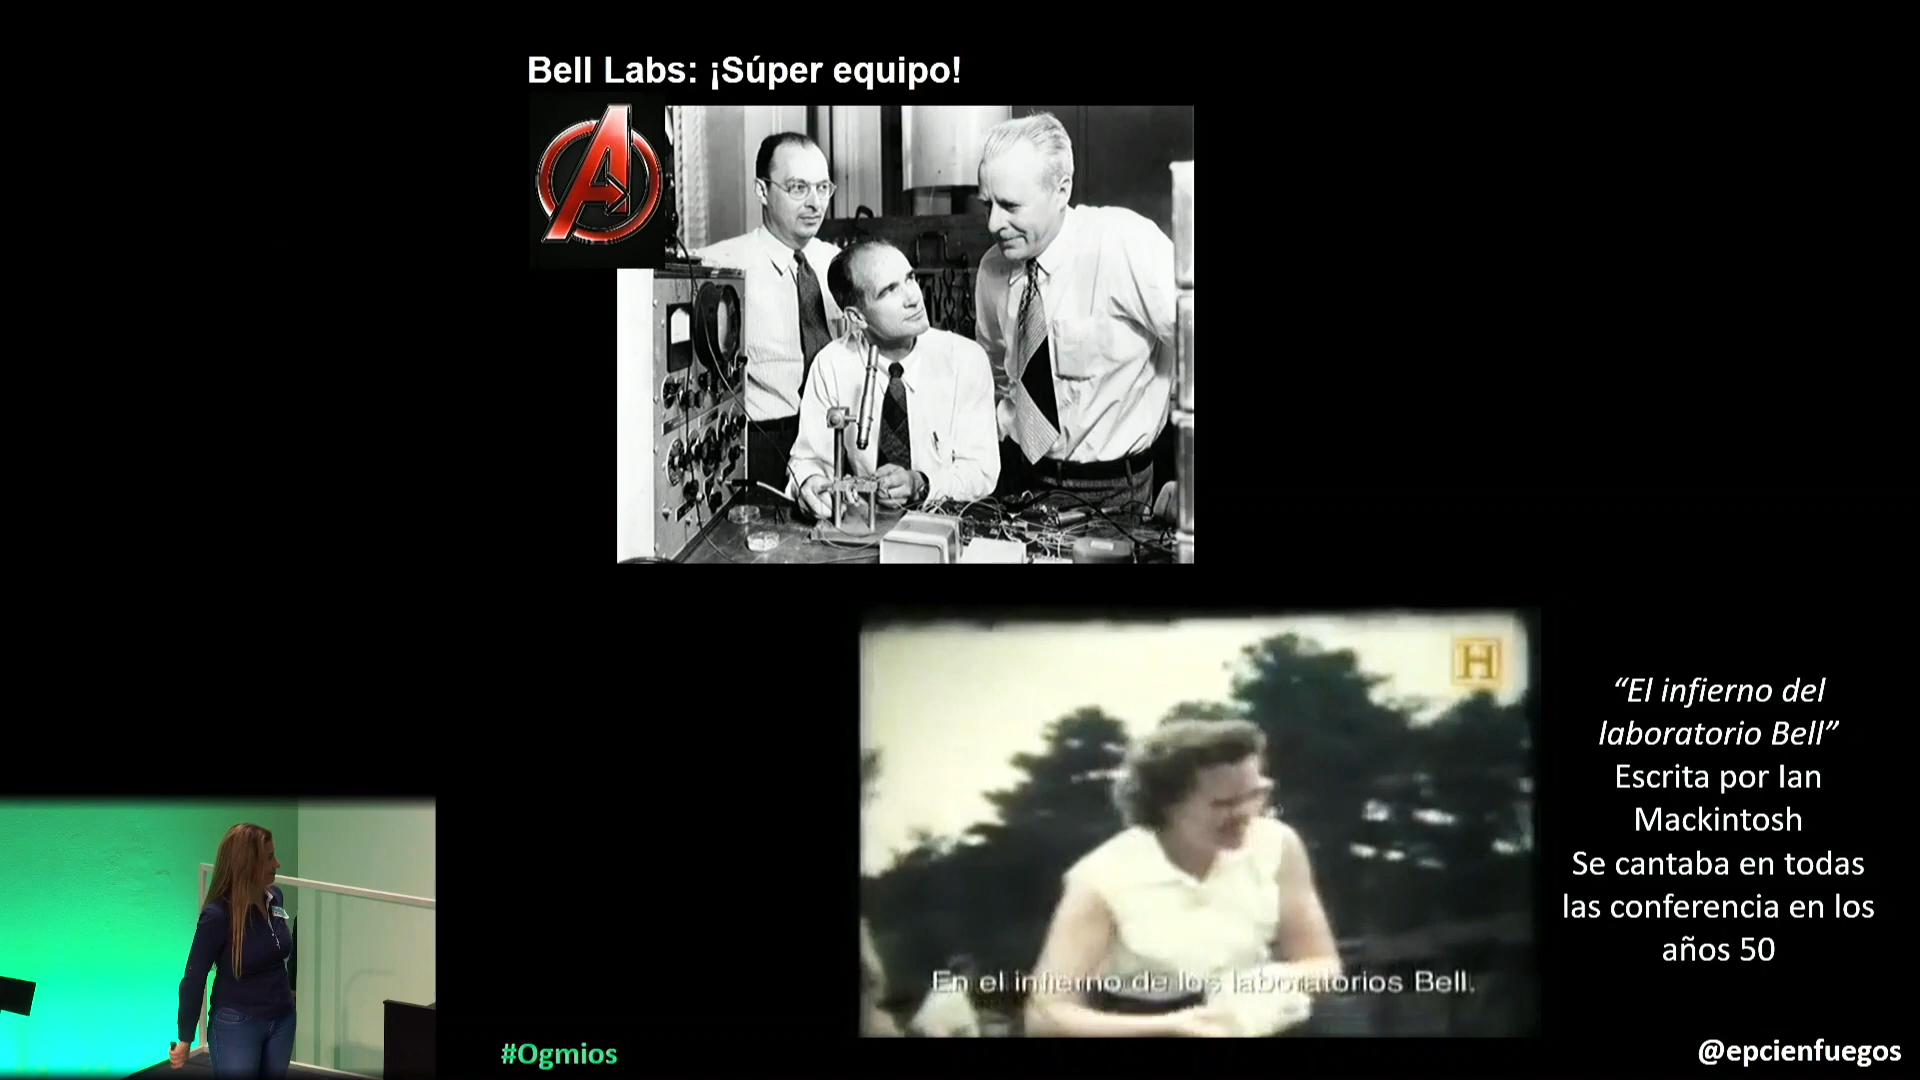 Bell Labs: ¡Súper equipo!
A
H
“El infierno del
laboratorio Bell”
Escrita por Ian
Mackintosh
Se cantaba en todas
las conferencia en los
años 50
En el infierno de los laboratorios Bell.
#Ogmios
@epcienfuegos